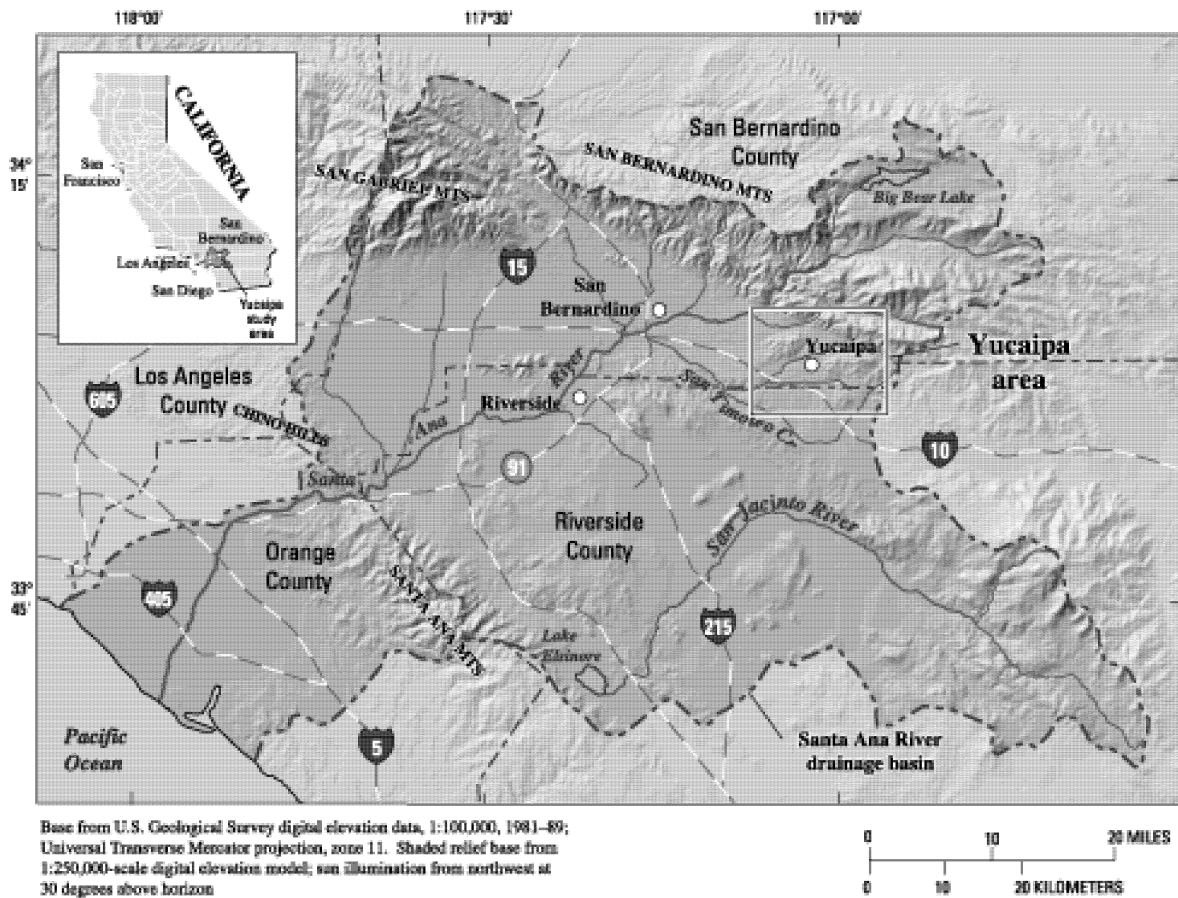 118°00'
117°30'
117°00'
34°
15'
33°
45'
CALIFORNIA
San
Francisco
San
Bernardino
Los Angeles
San Diego
Yucaipa
study
area
San Bernardino
County
SAN BERNARDINO MTS
SAN GABRIEL MTS
Big Bear Lake
15
San
Bernardino
Yucaipa
Yucaipa
area
Los Angeles
County
605
CHINO HILLS
Riverside
River
Ana
Santa
San Timoteo Cr
91
10
Riverside
County
San Jacinto River
Orange
County
405
SANTA ANA MTS
Lake
Elsinore
215
Pacific
Ocean
5
Santa Ana River
drainage basin
Base from U.S. Geological Survey digital elevation data, 1:100,000, 1981–89;
Universal Transverse Mercator projection, zone 11. Shaded relief base from
1:250,000-scale digital elevation model; sun illumination from northwest at
30 degrees above horizon
0 10 20 MILES
0 10 20 KILOMETERS